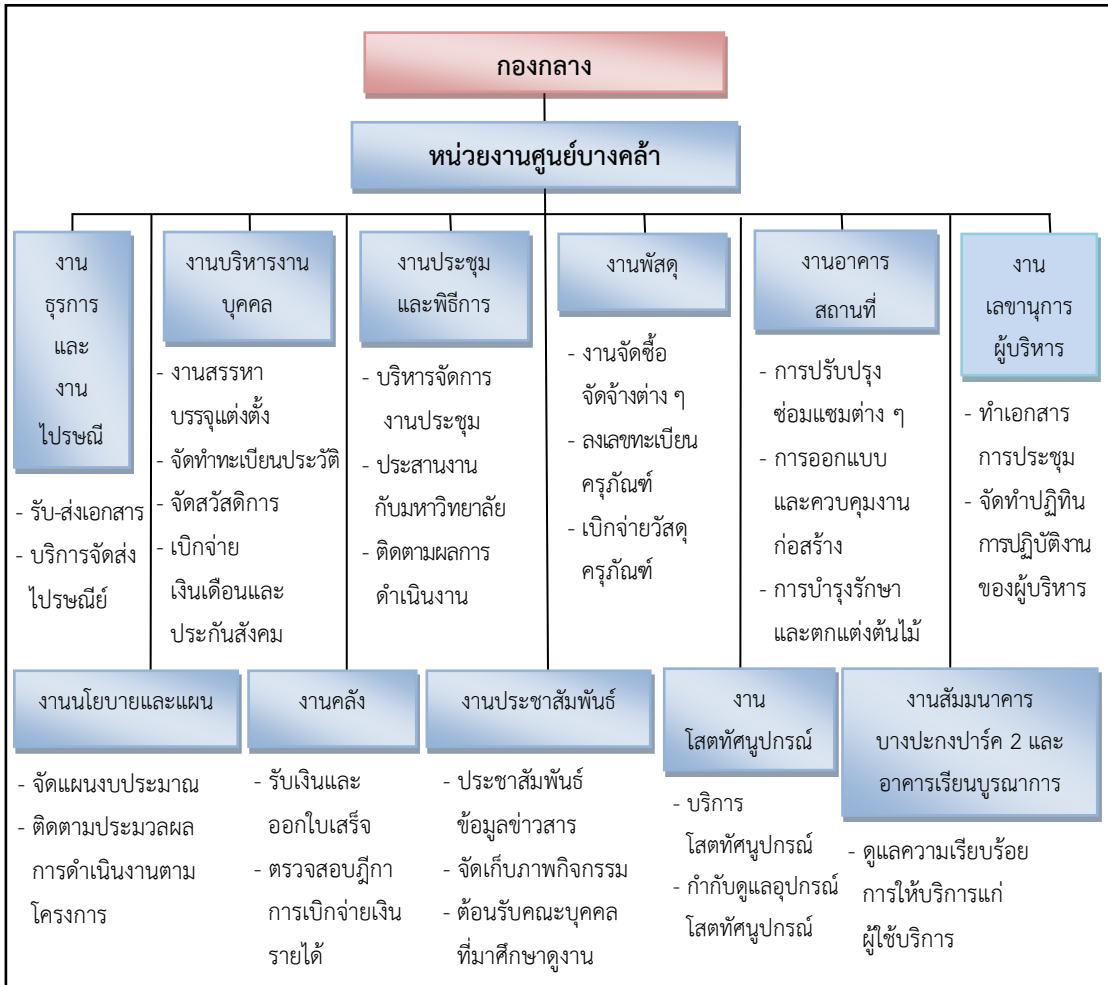 กองกลาง
หน่วยงานศูนย์บางคล้า
งาน
ธุรการ
และ
งาน
ไปรษณี
- รับ-ส่งเอกสาร
- บริการจัดส่ง
ไปรษณีย์
งานบริหารงาน
บุคคล
- งานสรรหา
บรรจุแต่งตั้ง
- จัดทำทะเบียนประวัติ
- จัดสวัสดิการ
- เบิกจ่าย
เงินเดือนและ
ประกันสังคม
งานประชุม
และพิธีการ
- บริหารจัดการ
งานประชุม
- ประสานงาน
กับมหาวิทยาลัย
- ติดตามผลการ
ดำเนินงาน
งานพัสดุ
- งานจัดซื้อ
จัดจ้างต่าง ๆ
- ลงเลขทะเบียน
ครุภัณฑ์
- เบิกจ่ายวัสดุ
ครุภัณฑ์
งานอาคาร
สถานที่
- การปรับปรุง
ซ่อมแซมต่าง ๆ
- การออกแบบ
และควบคุมงาน
ก่อสร้าง
- การบำรุงรักษา
และตกแต่งต้นไม้
งาน
เลขานุการ
ผู้บริหาร
- ทำเอกสาร
การประชุม
- จัดทำปฏิทิน
การปฏิบัติงาน
ของผู้บริหาร
งานนโยบายและแผน
- จัดแผนงบประมาณ
- ติดตามประมวลผล
การดำเนินงานตาม
โครงการ
งานคลัง
- รับเงินและ
ออกใบเสร็จ
- ตรวจสอบฎีกา
การเบิกจ่ายเงิน
รายได้
งานประชาสัมพันธ์
- ประชาสัมพันธ์
ข้อมูลข่าวสาร
- จัดเก็บภาพกิจกรรม
- ต้อนรับคณะบุคคล
ที่มาศึกษาดูงาน
งาน
โสตทัศนูปกรณ์
- บริการ
โสตทัศนูปกรณ์
- กำกับดูแลอุปกรณ์
โสตทัศนูปกรณ์
งานสัมมนาคาร
บางปะกงปาร์ค 2 และ
อาคารเรียนบูรณาการ
- ดูแลความเรียบร้อย
การให้บริการแก่
ผู้ใช้บริการ